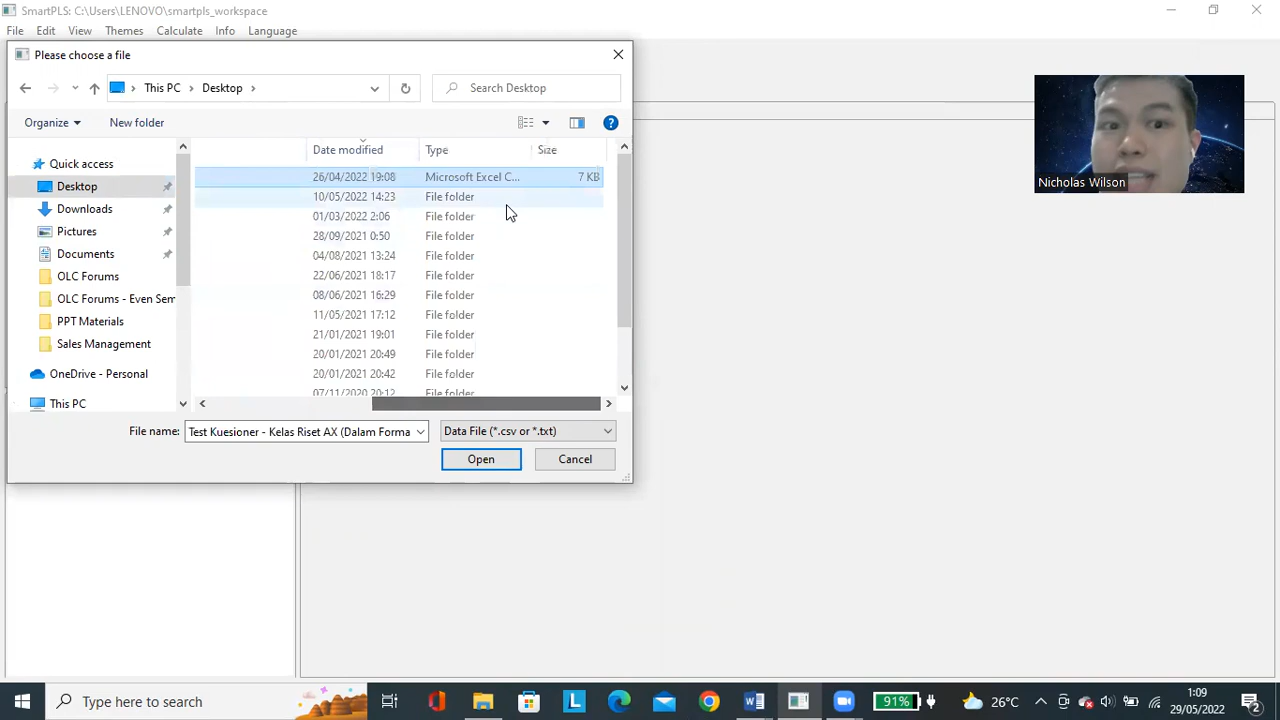 SmartPLS: C:\Users\LENOVO\smartpls_workspace
File Edit View Themes Calculate Info Language
Please choose a file
This PC Desktop
Search Desktop
Organize New folder
Date modified Type Size
Quick access
Desktop
Downloads
Pictures
Documents
OLC Forums
OLC Forums - Even Sem
PPT Materials
Sales Management
OneDrive - Personal
This PC
26/04/2022 19:08 Microsoft Excel C... 7 KB
10/05/2022 14:23 File folder
01/03/2022 2:06 File folder
28/09/2021 0:50 File folder
04/08/2021 13:24 File folder
22/06/2021 18:17 File folder
08/06/2021 16:29 File folder
11/05/2021 17:12 File folder
21/01/2021 19:01 File folder
20/01/2021 20:49 File folder
20/01/2021 20:42 File folder
07/11/2020 20:12 File folder
File name: Test Kuesioner - Kelas Riset AX (Dalam Forma
Data File (*.csv or *.txt)
Open Cancel
Nicholas Wilson
Type here to search
91%
26°C
1:09
29/05/2022
2